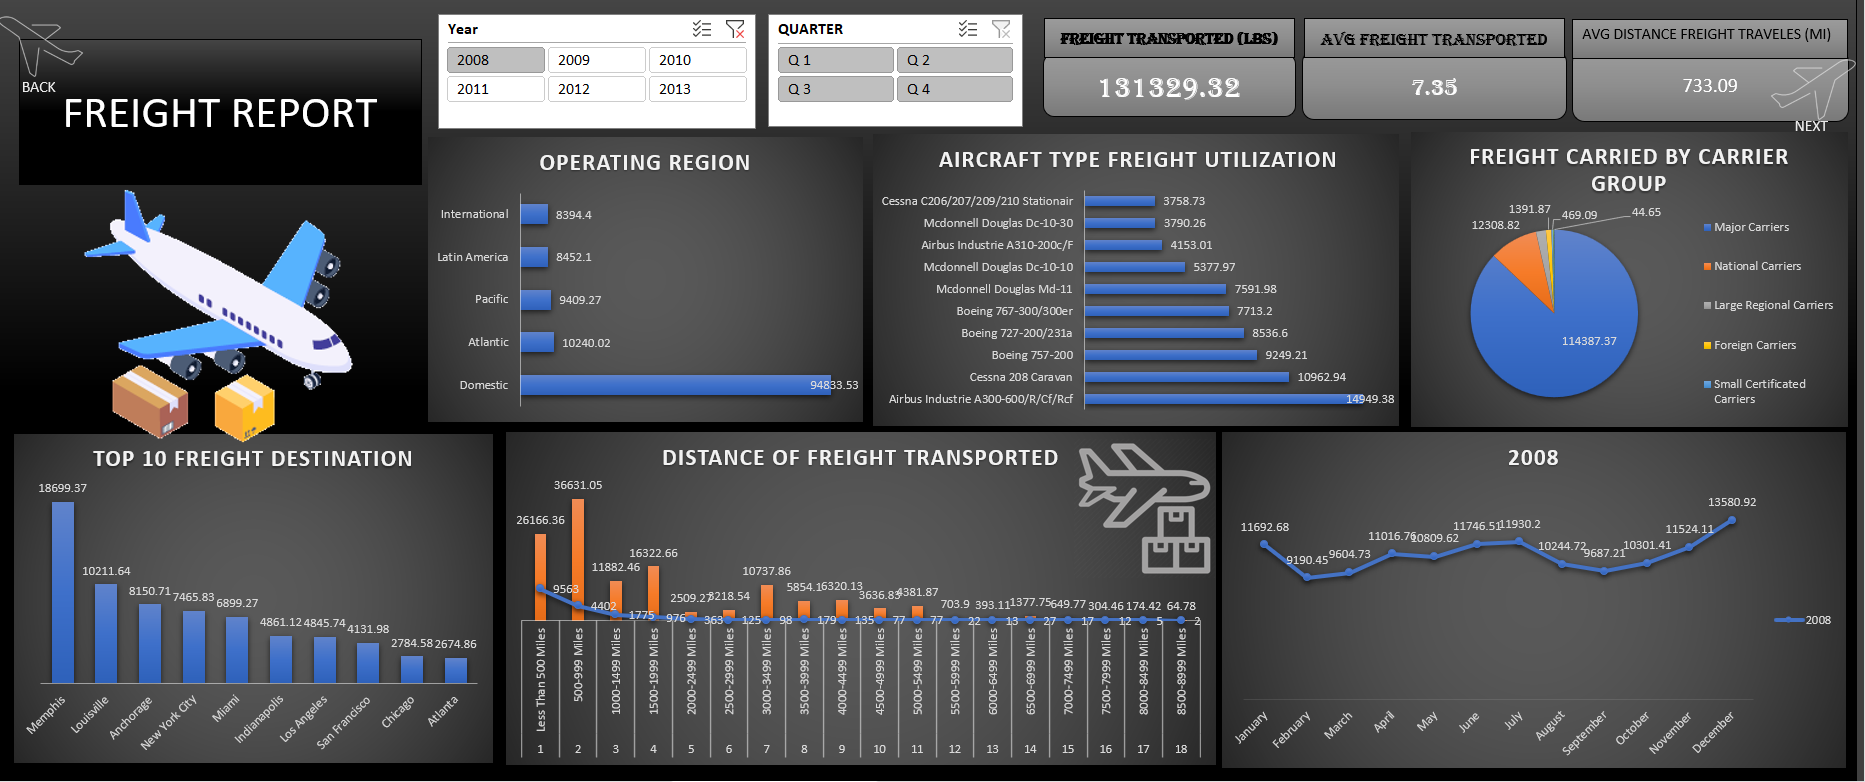 BACK
FREIGHT REPORT
Year
2008 2009 2010
2011 2012 2013
QUARTER
Q 1 Q 2
Q 3 Q 4
FREIGHT TRANSPORTED (LBS)
131329.32
AVG FREIGHT TRANSPORTED
7.35
AVG DISTANCE FREIGHT TRAVELES (MI)
733.09
NEXT
OPERATING REGION
International 8394.4
Latin America 8452.1
Pacific 9409.27
Atlantic 10240.02
Domestic 94833.53
AIRCRAFT TYPE FREIGHT UTILIZATION
Cessna C206/207/209/210 Stationair 3758.73
Mcdonnell Douglas Dc-10-30 3790.26
Airbus Industrie A310-200c/F 4153.01
Mcdonnell Douglas Dc-10-10 5377.97
Mcdonnell Douglas Md-11 7591.98
Boeing 767-300/300er 7713.2
Boeing 727-200/231a 8536.6
Boeing 757-200 9249.21
Cessna 208 Caravan 10962.94
Airbus Industrie A300-600/R/Cf/Rcf 14949.38
FREIGHT CARRIED BY CARRIER
GROUP
1391.87 469.09 44.65
12308.82
114387.37
Major Carriers
National Carriers
Large Regional Carriers
Foreign Carriers
Small Certificated
Carriers
TOP 10 FREIGHT DESTINATION
18699.37 10211.64 8150.71 7465.83 6899.27 4861.12 4845.74 4131.98 2784.58 2674.86
Memphis Louisville Anchorage New York City Miami Indianapolis Los Angeles San Francisco Chicago Atlanta
DISTANCE OF FREIGHT TRANSPORTED
26166.36 36631.05 11882.46 16322.66 2509.27 3218.54 10737.86 5854.1 6320.13 3636.83 4381.87 703.9 393.11 1377.75 649.77 304.46 174.42 64.78
9563 4402 1775 976 363 125 98 179 135 77 77 22 13 27 17 12 5 2
Less Than 500 Miles 500-999 Miles 1000-1499 Miles 1500-1999 Miles 2000-2499 Miles 2500-2999 Miles 3000-3499 Miles 3500-3999 Miles 4000-4499 Miles 4500-4999 Miles 5000-5499 Miles 5500-5999 Miles 6000-6499 Miles 6500-6999 Miles 7000-7499 Miles 7500-7999 Miles 8000-8499 Miles 8500-8999 Miles
1 2 3 4 5 6 7 8 9 10 11 12 13 14 15 16 17 18
2008
11692.68 9190.45 9604.73 11016.76 10809.62 11746.51 11930.2 10244.72 9687.21 10301.41 11524.11 13580.92
2008
January February March April May June July August September October November December